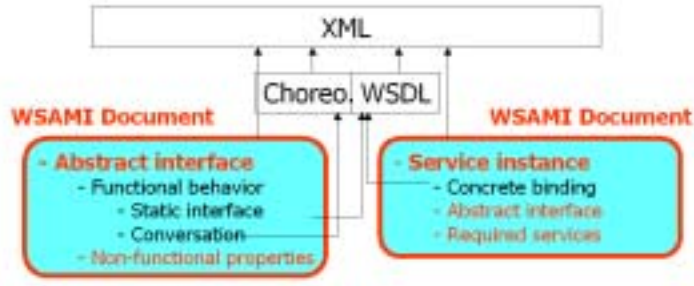 XML
Choreo. WSDL
WSAMI Document
- Abstract interface
- Functional behavior
- Static interface
- Conversation
- Non-functional properties
WSAMI Document
- Service instance
- Concrete binding
- Abstract interface
- Required services